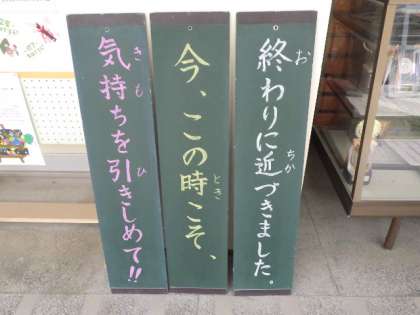 終わりに近づきました。
今、この時こそ、
気持ちを引きしめて!!